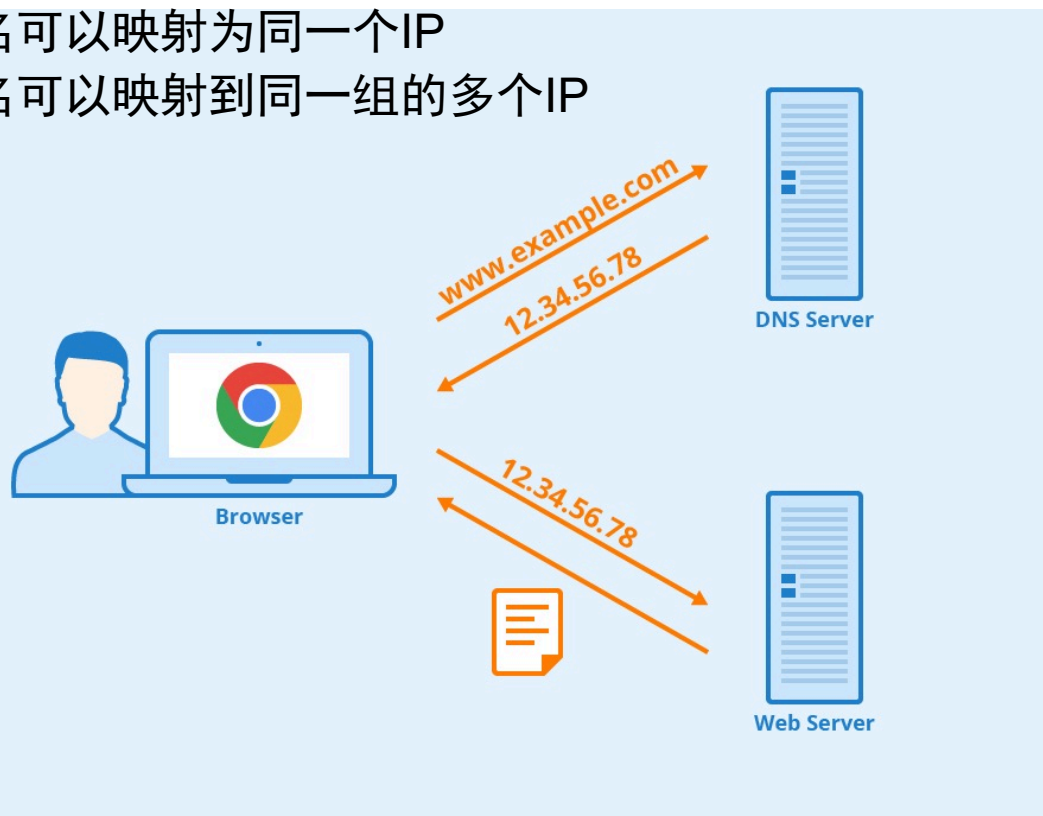 名可以映射为同一个IP
名可以映射到同一组的多个IP
www.example.com
12.34.56.78
DNS Server
Browser
12.34.56.78
Web Server